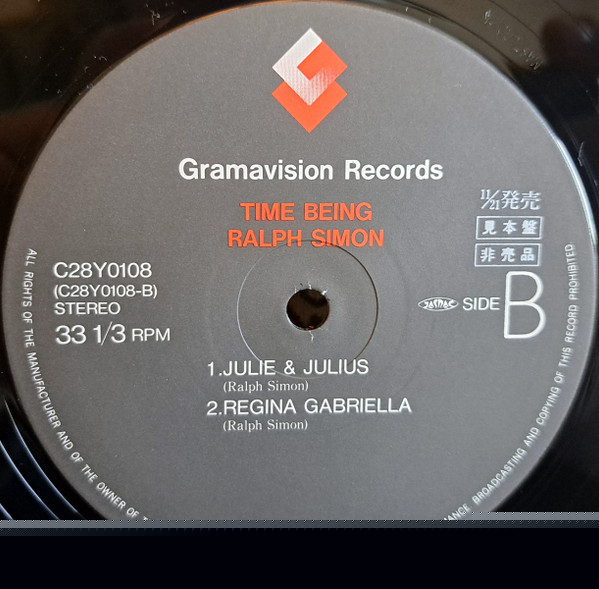 Gramavision Records
TIME BEING
RALPH SIMON
11/21発売
見本盤
非売品
C28Y0108
(C28Y0108-B)
STEREO
33 1/3 RPM
JASRAC
SIDE B
1.JULIE & JULIUS
(Ralph Simon)
2.REGINA GABRIELLA
(Ralph Simon)
ALL RIGHTS OF THE MANUFACTURER AND OF THE OWNER OF
BROADCASTING AND COPYING OF THIS RECORD PROHIBITED